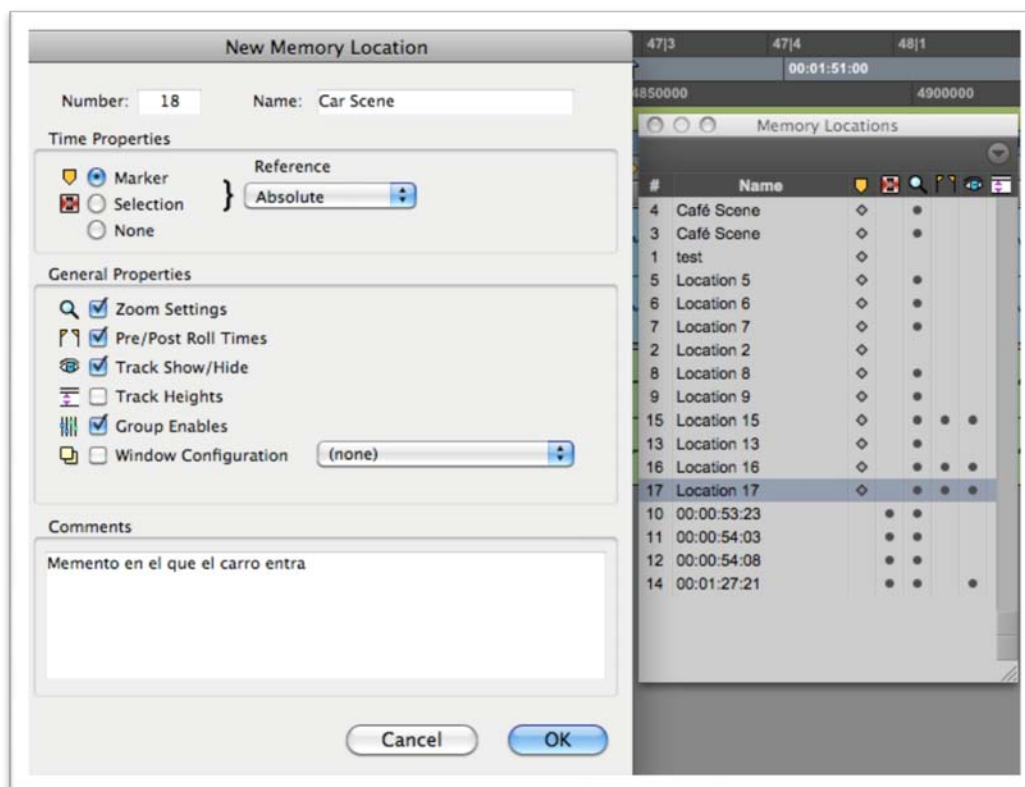 New Memory Location
Number: 18 Name: Car Scene
Time Properties
Marker
Selection
None
}
Reference
Absolute
General Properties
Zoom Settings
Pre/Post Roll Times
Track Show/Hide
Track Heights
Group Enables
Window Configuration (none)
Comments
Memento en el que el carro entra
Cancel OK
47|3 47|4 48|1
00:01:51:00
4850000 4900000
Memory Locations
# Name
4 Café Scene
3 Café Scene
1 test
5 Location 5
6 Location 6
7 Location 7
2 Location 2
8 Location 8
9 Location 9
15 Location 15
13 Location 13
16 Location 16
17 Location 17
10 00:00:53:23
11 00:00:54:03
12 00:00:54:08
14 00:01:27:21